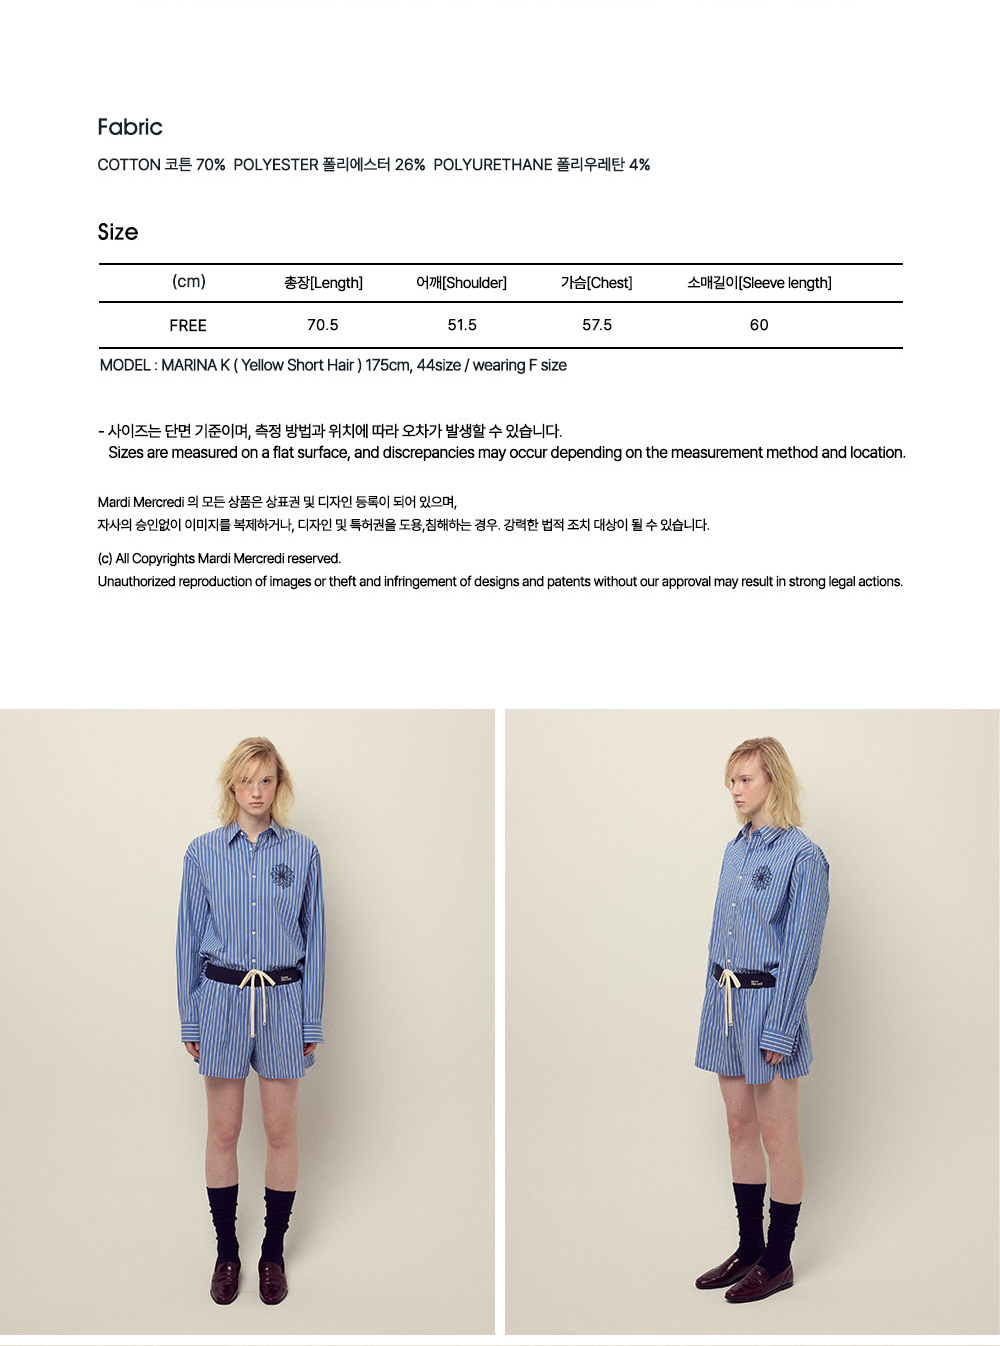 Fabric
COTTON 코튼 70%  POLYESTER 폴리에스터 26%  POLYURETHANE 폴리우레탄 4%
Size
(cm) 총장[Length] 어깨[Shoulder] 가슴[Chest] 소매길이[Sleeve length]
FREE 70.5 51.5 57.5 60
MODEL : MARINA K ( Yellow Short Hair ) 175cm, 44size / wearing F size
- 사이즈는 단면 기준이며, 측정 방법과 위치에 따라 오차가 발생할 수 있습니다.
Sizes are measured on a flat surface, and discrepancies may occur depending on the measurement method and location.
Mardi Mercredi 의 모든 상품은 상표권 및 디자인 등록이 되어 있으며,
자사의 승인없이 이미지를 복제하거나, 디자인 및 특허권을 도용,침해하는 경우. 강력한 법적 조치 대상이 될 수 있습니다.
(c) All Copyrights Mardi Mercredi reserved.
Unauthorized reproduction of images or theft and infringement of designs and patents without our approval may result in strong legal actions.